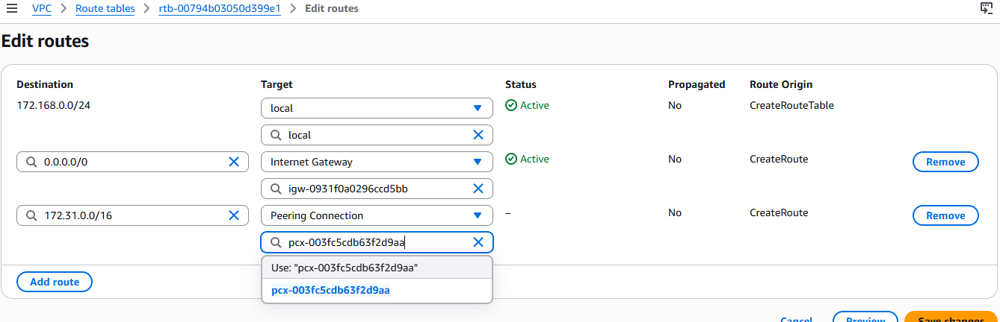 VPC > Route tables > rtb-00794b03050d399e1 > Edit routes
Edit routes
Destination Target Status Propagated Route Origin
172.168.0.0/24 local Active No CreateRouteTable
local
0.0.0.0/0 Internet Gateway Active No CreateRoute Remove
igw-0931f0a0296ccd5bb
172.31.0.0/16 Peering Connection – No CreateRoute Remove
pcx-003fc5cdb63f2d9aa
Use: "pcx-003fc5cdb63f2d9aa"
Add route pcx-003fc5cdb63f2d9aa
Cancel Preview Save changes